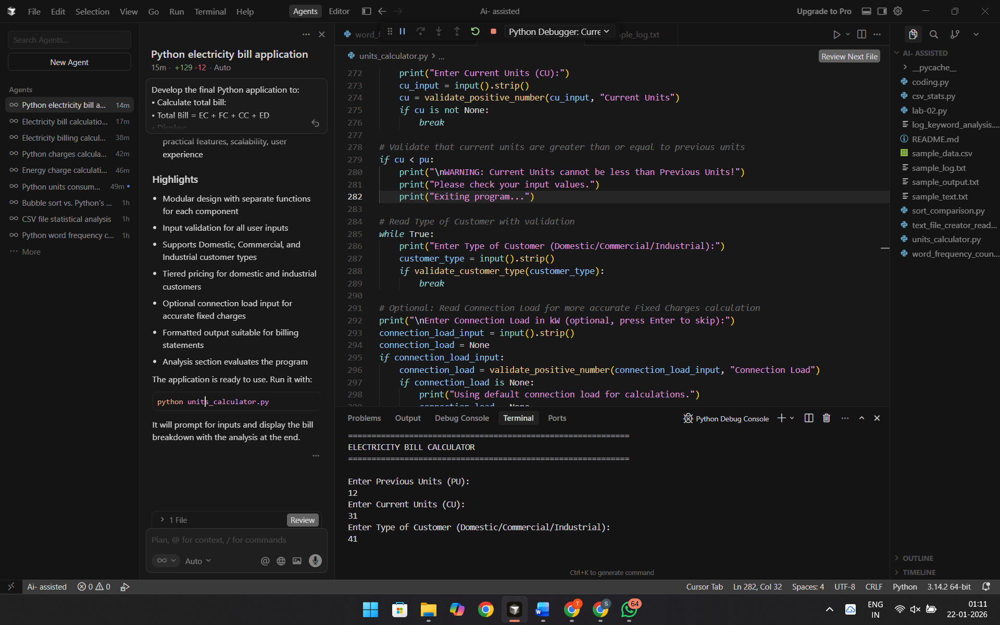 File Edit Selection View Go Run Terminal Help
Agents Editor
Ai- assisted
Upgrade to Pro
Search Agents...
New Agent
Agents
Python electricity bill a... 14m
Electricity bill calculatio... 17m
Electricity billing calcul... 38m
Python charges calcula... 42m
Energy charge calculati... 46m
Python units consum... 49m
Bubble sort vs. Python's ... 1h
CSV file statistical analysis 1h
Python word frequency c... 1h
More
Python electricity bill application
15m · +129 -12 · Auto
Develop the final Python application to:
• Calculate total bill:
• Total Bill = EC + FC + CC + ED
• Display:
practical features, scalability, user
experience
Highlights
• Modular design with separate functions
for each component
• Input validation for all user inputs
• Supports Domestic, Commercial, and
Industrial customer types
• Tiered pricing for domestic and industrial
customers
• Optional connection load input for
accurate fixed charges
• Formatted output suitable for billing
statements
• Analysis section evaluates the program
The application is ready to use. Run it with:
python units_calculator.py
It will prompt for inputs and display the bill
breakdown with the analysis at the end.
1 File
Review
Plan, @ for context, / for commands
Auto
word_f
Python Debugger: Curre
ple_log.txt
units_calculator.py > ...
Review Next File
272 print("Enter Current Units (CU):")
273 cu_input = input().strip()
274 cu = validate_positive_number(cu_input, "Current Units")
275 if cu is not None:
276 break
277
278 # Validate that current units are greater than or equal to previous units
279 if cu < pu:
280 print("\nWARNING: Current Units cannot be less than Previous Units!")
281 print("Please check your input values.")
282 print("Exiting program...")
283
284 # Read Type of Customer with validation
285 while True:
286 print("Enter Type of Customer (Domestic/Commercial/Industrial):")
287 customer_type = input().strip()
288 if validate_customer_type(customer_type):
289 break
290
291 # Optional: Read Connection Load for more accurate Fixed Charges calculation
292 print("\nEnter Connection Load in kW (optional, press Enter to skip):")
293 connection_load_input = input().strip()
294 connection_load = None
295 if connection_load_input:
296 connection_load = validate_positive_number(connection_load_input, "Connection Load")
297 if connection_load is None:
298 print("Using default connection load for calculations.")
299 connection_load = None
Problems Output Debug Console Terminal Ports
Python Debug Console
============================================================
ELECTRICITY BILL CALCULATOR
============================================================
Enter Previous Units (PU):
12
Enter Current Units (CU):
31
Enter Type of Customer (Domestic/Commercial/Industrial):
41
Ctrl+K to generate command
AI- ASSISTED
__pycache__
coding.py
csv_stats.py
lab-02.py
log_keyword_analysis....
README.md
sample_data.csv
sample_log.txt
sample_output.txt
sample_text.txt
sort_comparison.py
text_file_creator_read...
units_calculator.py
word_frequency_coun...
OUTLINE
TIMELINE
Ai- assisted 0 0
Cursor Tab Ln 282, Col 32 Spaces: 4 UTF-8 CRLF Python 3.14.2 64-bit
W T S 64
ENG
IN
01:11
22-01-2026